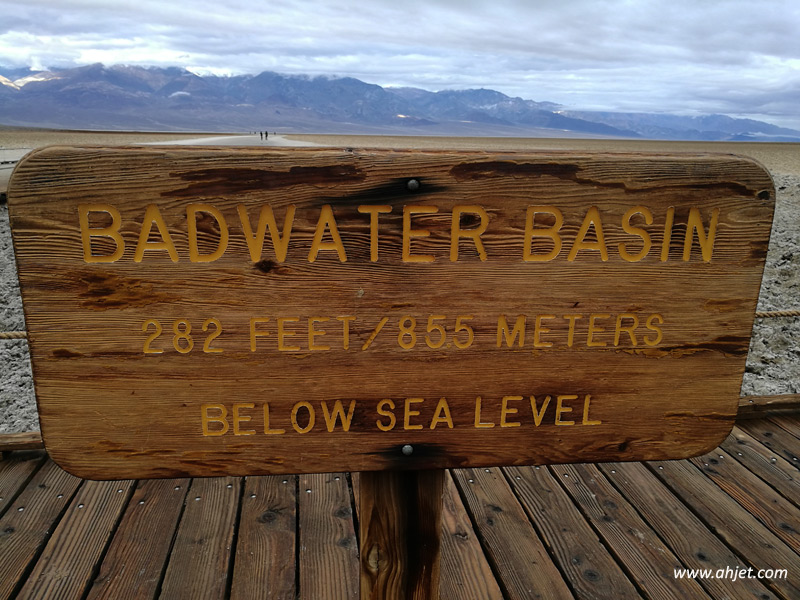 BADWATER BASIN
282 FEET/855 METERS
BELOW SEA LEVEL
www.ahjet.com